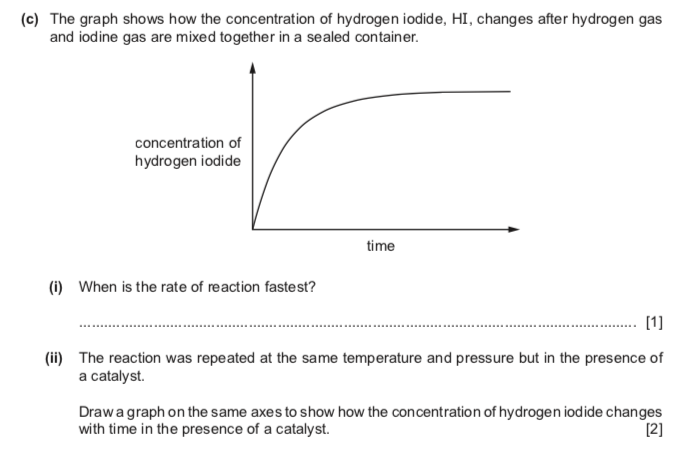 (c) The graph shows how the concentration of hydrogen iodide, HI, changes after hydrogen gas
and iodine gas are mixed together in a sealed container.
concentration of
hydrogen iodide
time
(i) When is the rate of reaction fastest?
.......................................................................................................................................... [1]
(ii) The reaction was repeated at the same temperature and pressure but in the presence of
a catalyst.
Draw a graph on the same axes to show how the concentration of hydrogen iodide changes
with time in the presence of a catalyst. [2]